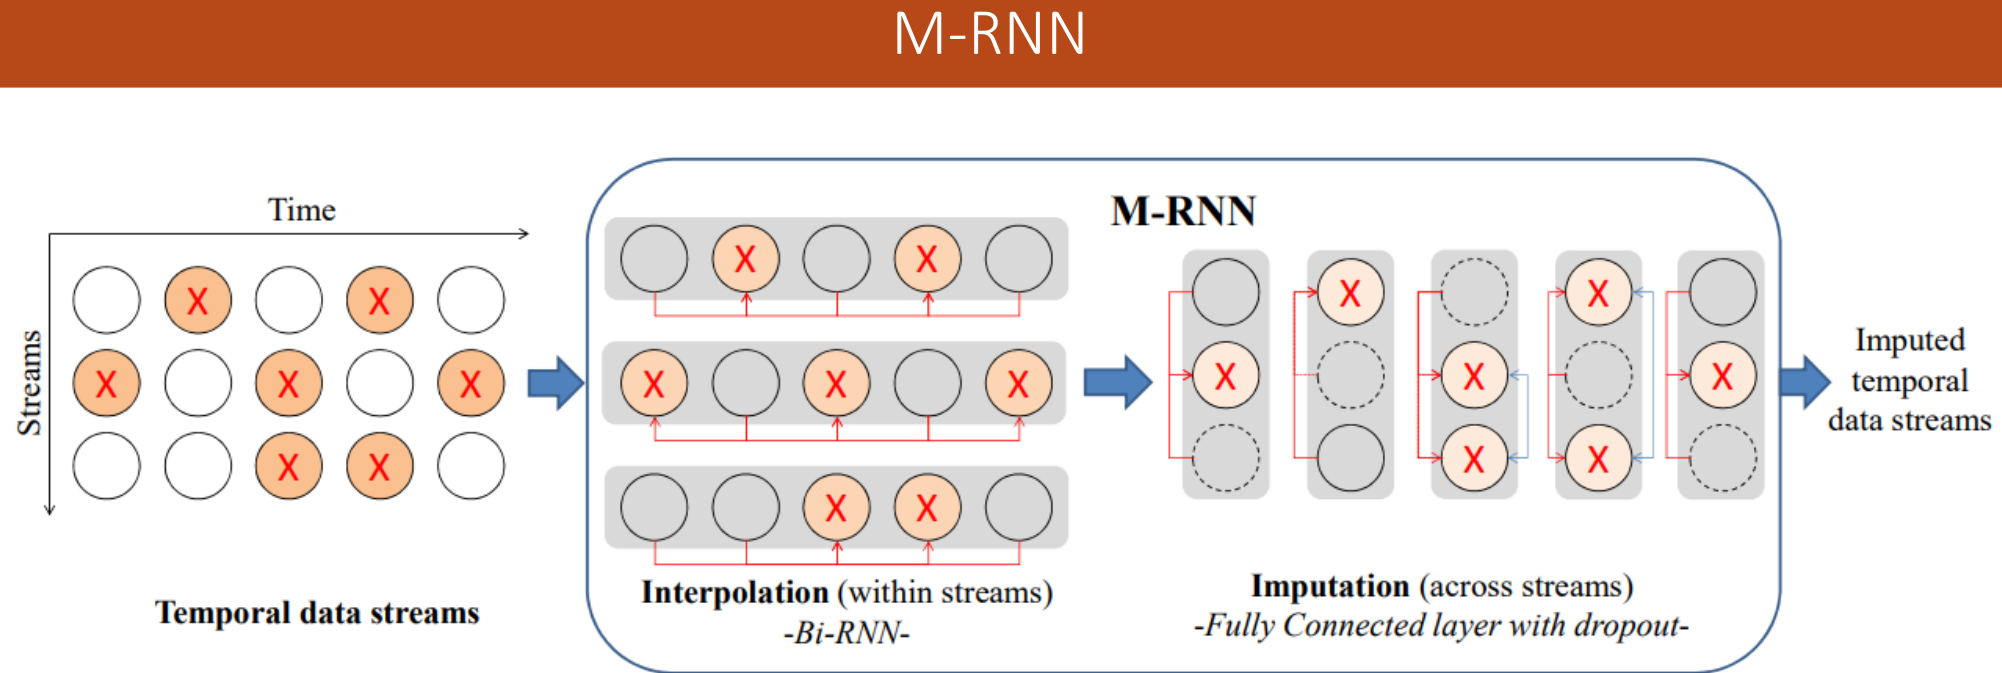 M-RNN
Time
Streams
X X
X X X
X X
Temporal data streams
M-RNN
X X
X X X
X X
Interpolation (within streams)
-Bi-RNN-
X X
X X X
X X
Imputation (across streams)
-Fully Connected layer with dropout-
Imputed
temporal
data streams